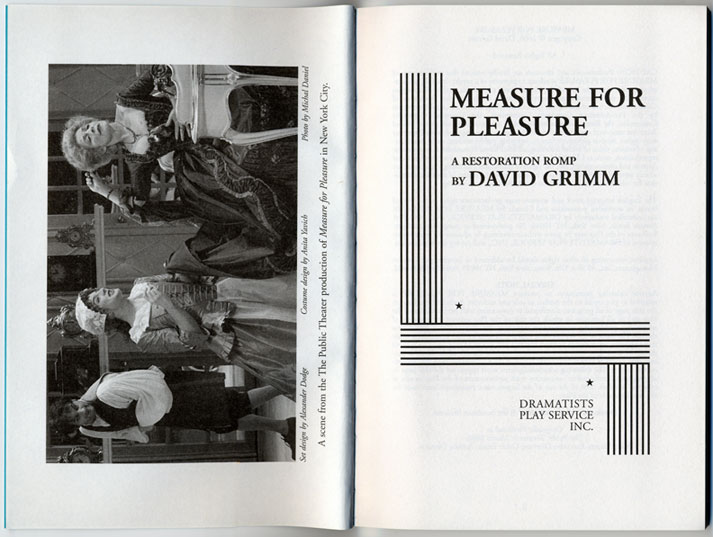 Set design by Alexander Dodge Costume design by Anita Yavich Photo by Michal Daniel
A scene from the The Public Theater production of Measure for Pleasure in New York City.
MEASURE FOR
PLEASURE
A RESTORATION ROMP
BY DAVID GRIMM
DRAMATISTS
PLAY SERVICE
INC.